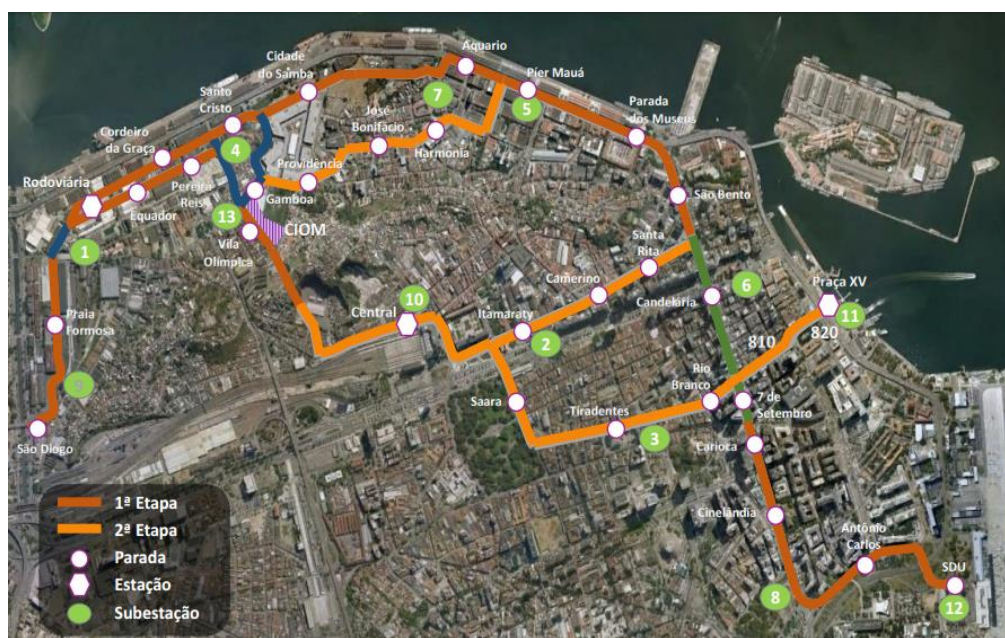 Aquario
Cidade
do Samba
Píer Mauá
7
5
Santo
Cristo
José
Bonifácio
Parada
dos Museus
Cordeiro
da Graça
4
Harmonia
Providência
Rodoviária
Pereira
Reis
Gamboa
São Bento
Equador
13
CIOM
Vila
Olímpica
1
Santa
Rita
Camerino
6
Praça XV
Candelária
10
Central
Itamaraty
11
820
Praia
Formosa
2
810
9
Rio
Branco
Saara
Tiradentes
7 de
Setembro
São Diogo
3
Carioca
1ª Etapa
Cinelândia
2ª Etapa
Antônio
Carlos
Parada
SDU
Estação
8
12
Subestação